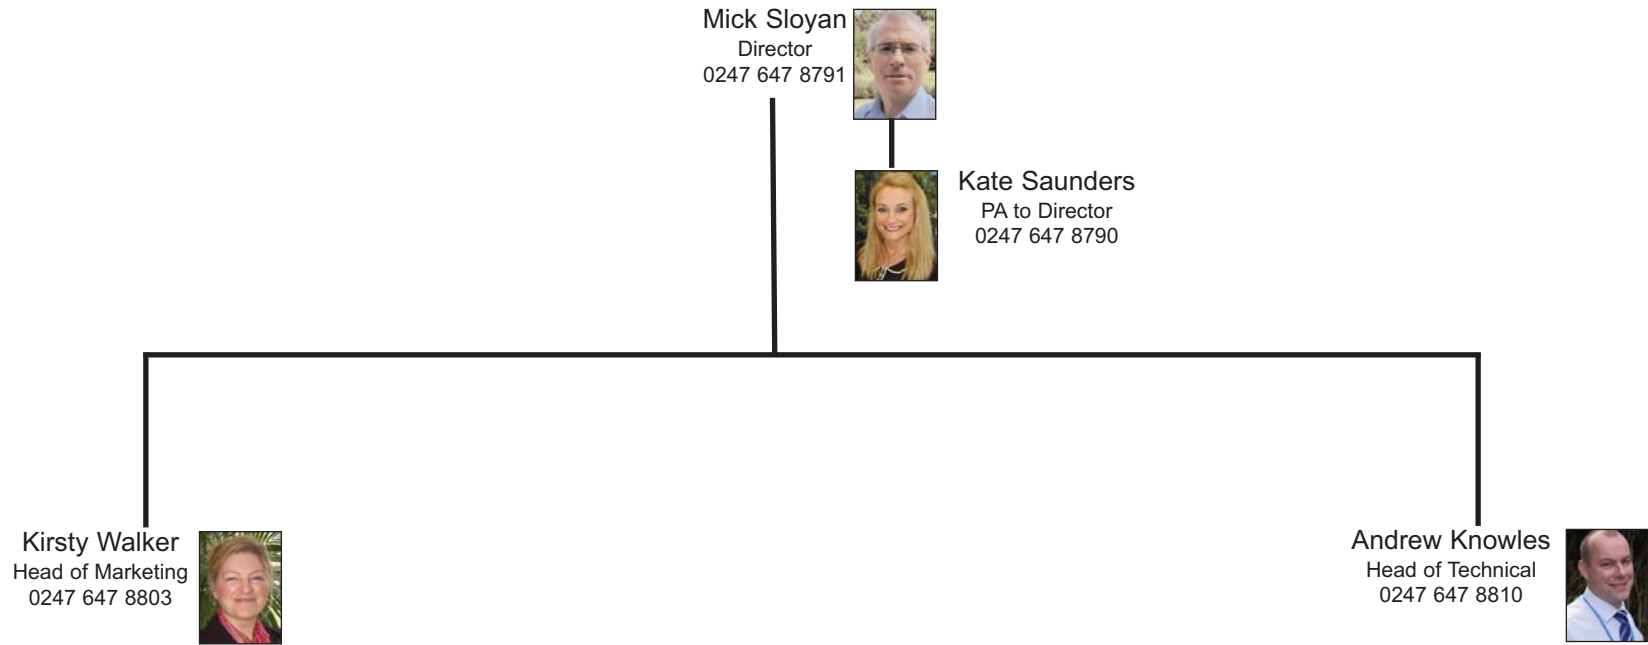 Mick Sloyan
Director
0247 647 8791
Kate Saunders
PA to Director
0247 647 8790
Kirsty Walker
Head of Marketing
0247 647 8803
Andrew Knowles
Head of Technical
0247 647 8810